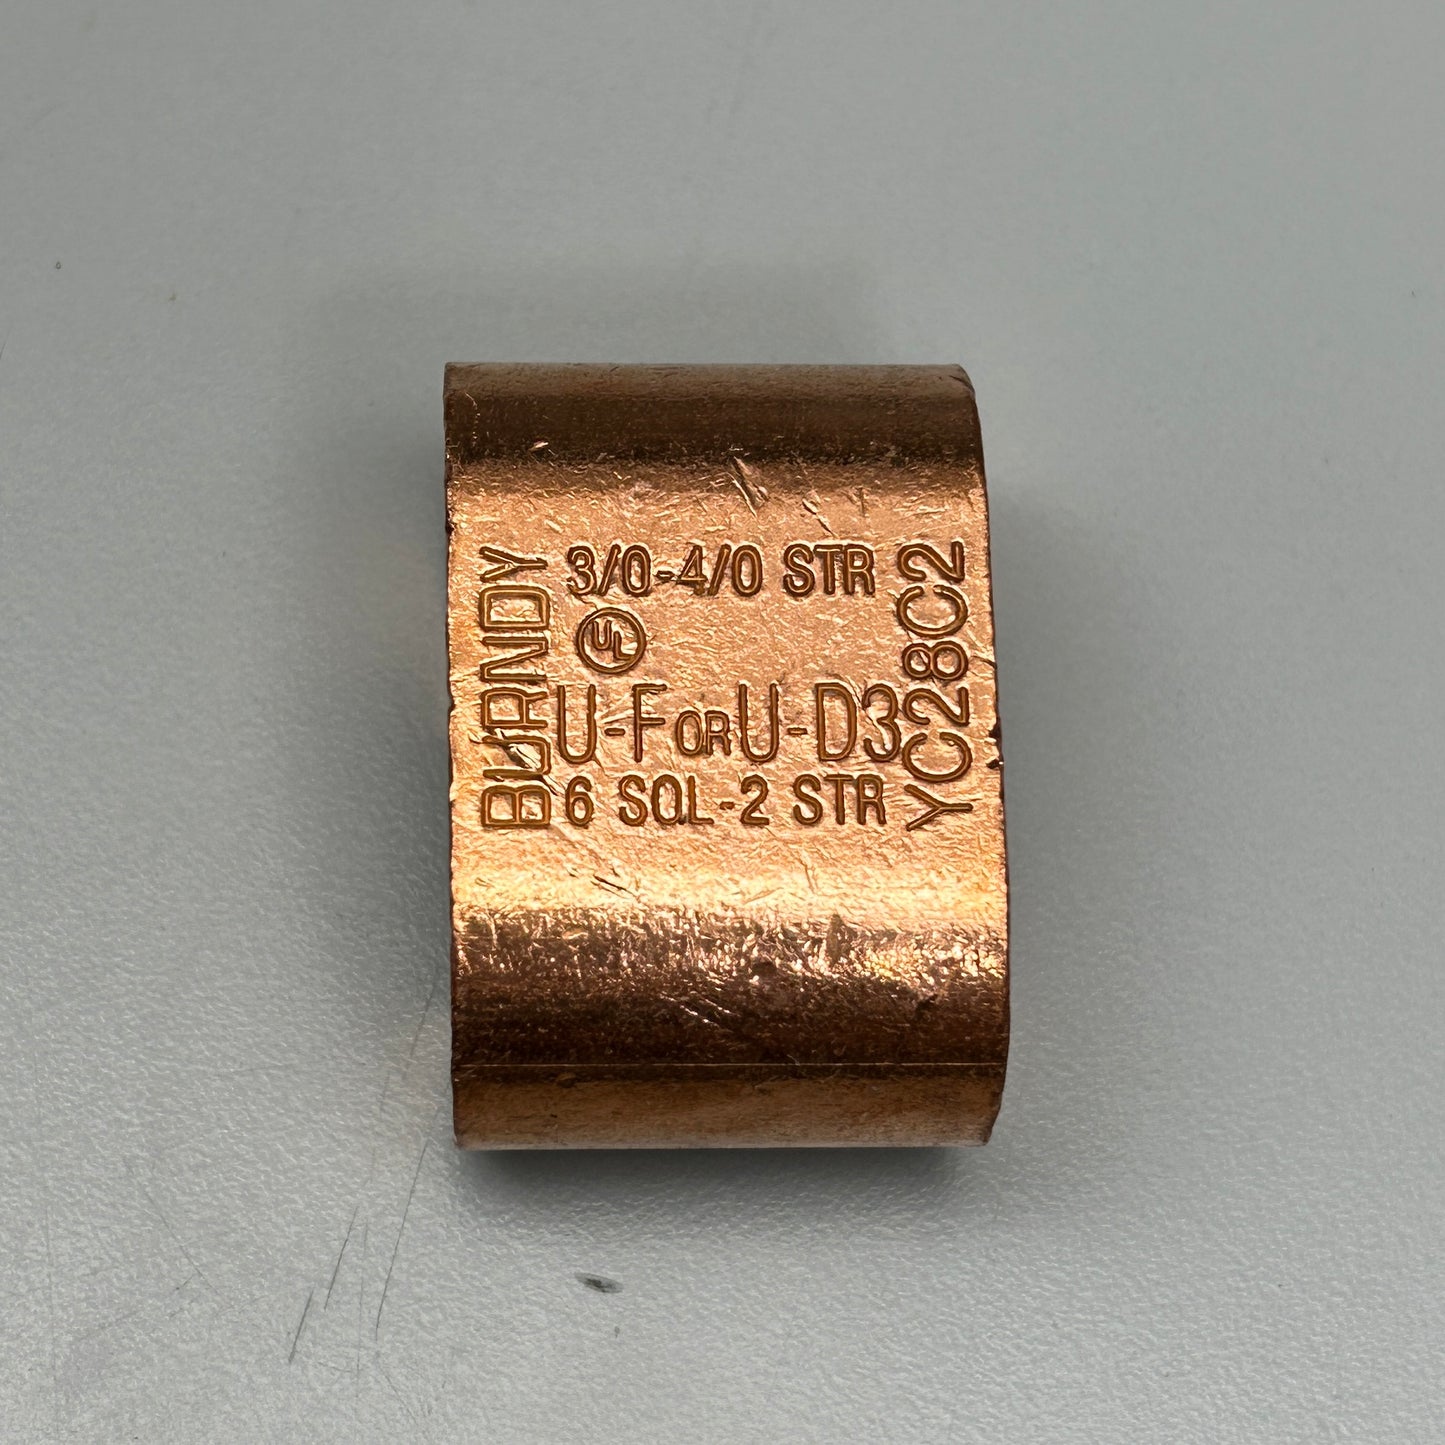 BURNDY
3/0-4/0 STR
UL
U-F OR U-D3
6 SOL-2 STR
YC28C2